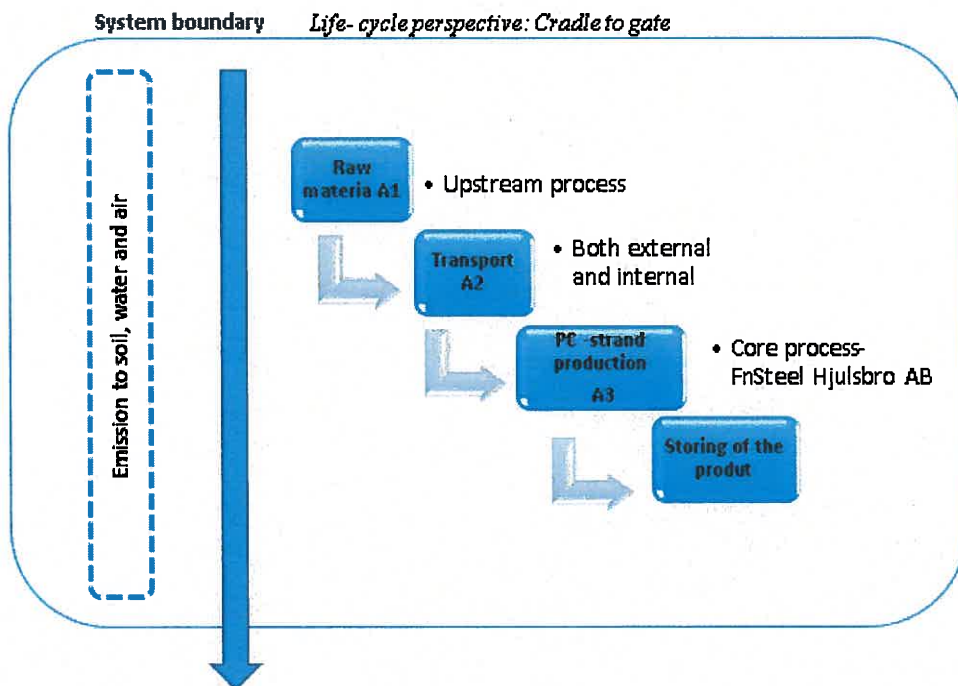 System boundary
Life- cycle perspective: Cradle to gate
Emission to soil, water and air
Raw
materia A1
• Upstream process
Transport
A2
• Both external
and internal
PC -strand
production
A3
• Core process-
FnSteel Hjulsbro AB
Storing of the
produt